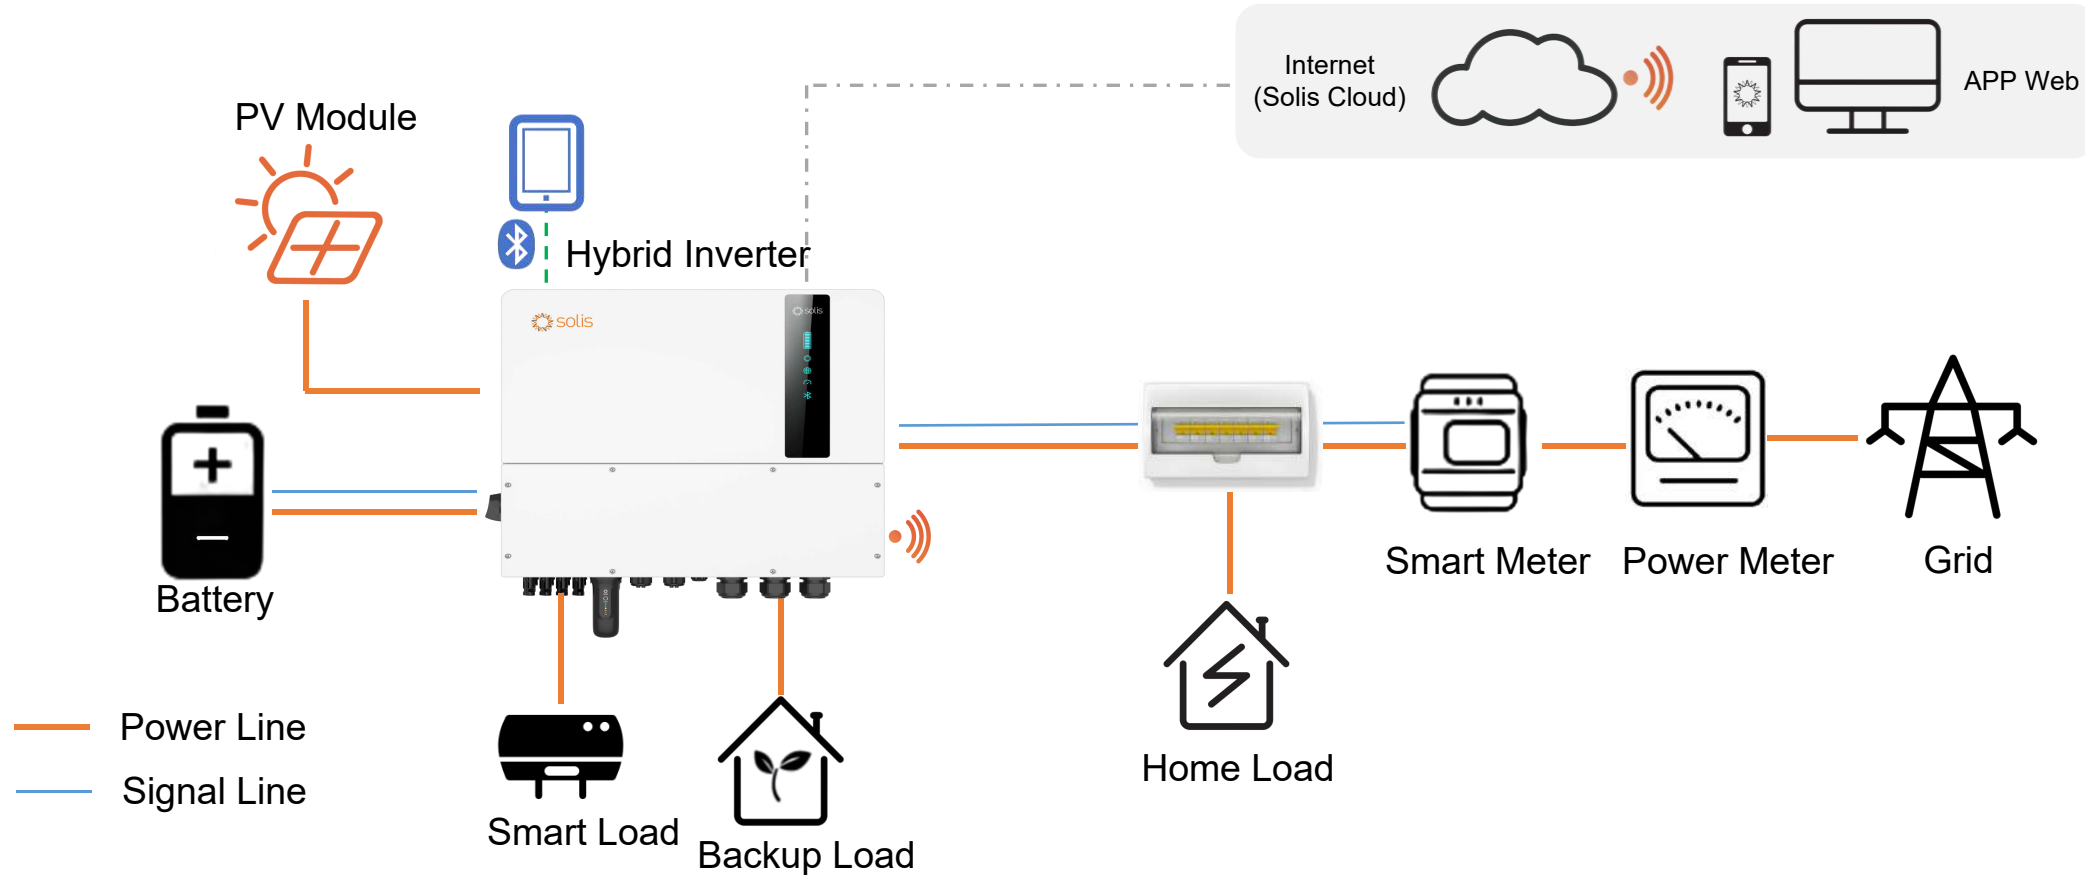 Internet
(Solis Cloud)
APP Web
PV Module
Hybrid Inverter
solis
solis
Battery
Smart Meter
Power Meter
Grid
Power Line
Signal Line
Smart Load
Backup Load
Home Load